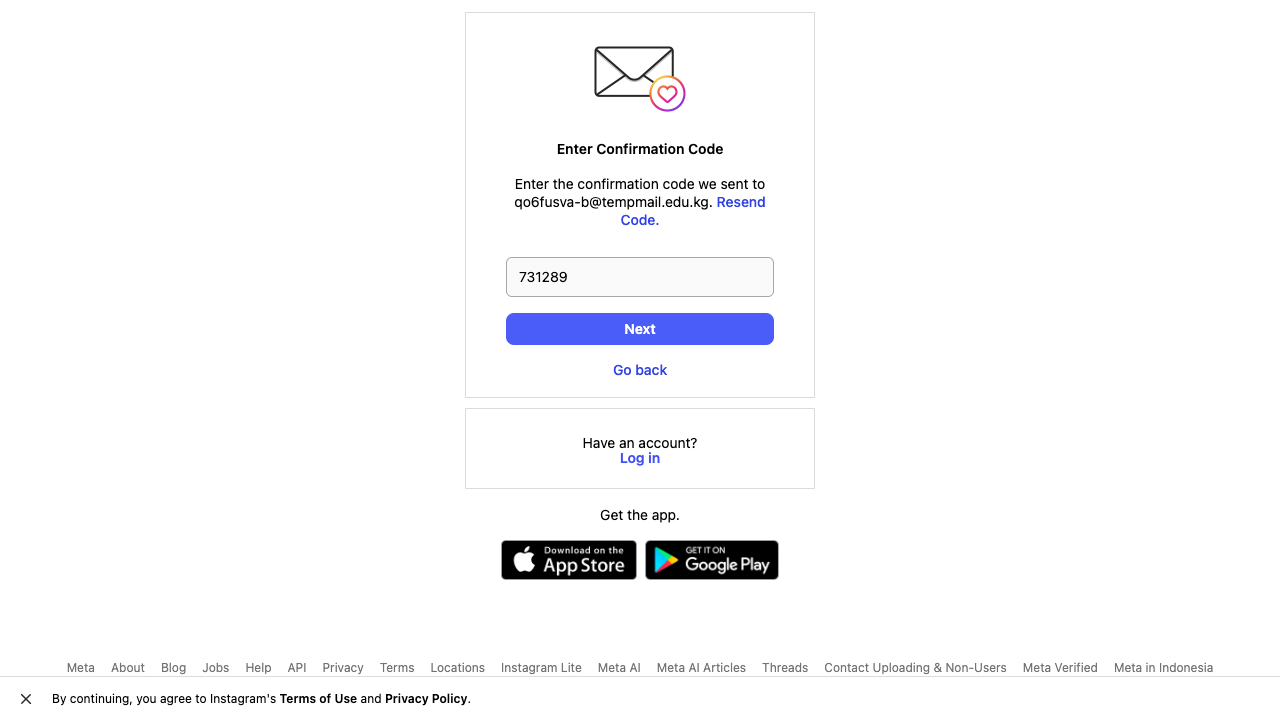 Enter Confirmation Code
Enter the confirmation code we sent to
qo6fusva-b@tempmail.edu.kg. Resend
Code.
731289
Next
Go back
Have an account?
Log in
Get the app.
Download on the
App Store
GET IT ON
Google Play
Meta About Blog Jobs Help API Privacy Terms Locations Instagram Lite Meta AI Meta AI Articles Threads Contact Uploading & Non-Users Meta Verified Meta in Indonesia
By continuing, you agree to Instagram's Terms of Use and Privacy Policy.